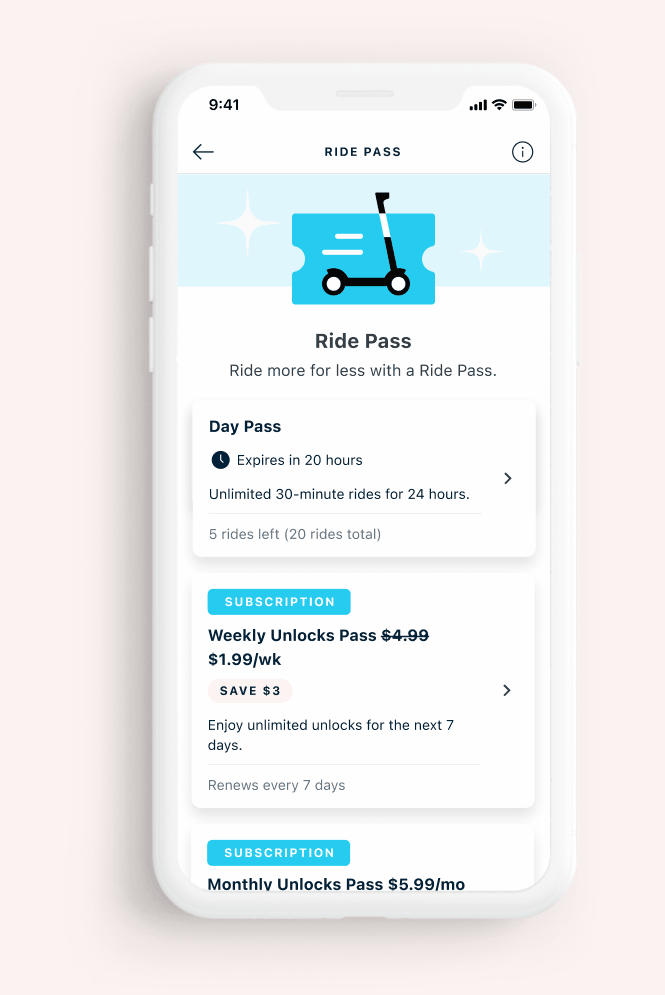 9:41
RIDE PASS
Ride Pass
Ride more for less with a Ride Pass.
Day Pass
Expires in 20 hours
Unlimited 30-minute rides for 24 hours.
5 rides left (20 rides total)
SUBSCRIPTION
Weekly Unlocks Pass $4.99
$1.99/wk
SAVE $3
Enjoy unlimited unlocks for the next 7
days.
Renews every 7 days
SUBSCRIPTION
Monthly Unlocks Pass $5.99/mo